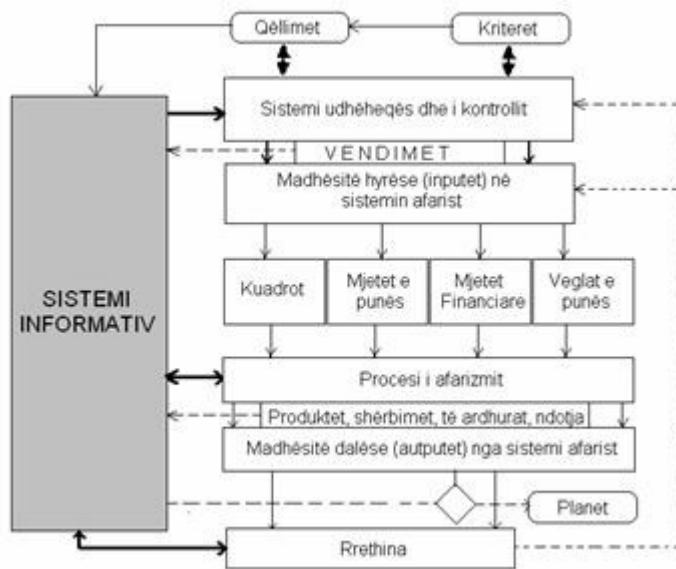 Qëllimet
Kriteret
Sistemi udhëheqës dhe i kontrollit
VENDIMET
Madhësitë hyrëse (inputet) në
sistemin afarist
Kuadrot
Mjetet e
punës
Mjetet
Financiare
Veglat e
punës
SISTEMI
INFORMATIV
Procesi i afarizmit
Produktet, shërbimet, të ardhurat, ndotja
Madhësitë dalëse (autputet) nga sistemi afarist
Planet
Rrethina